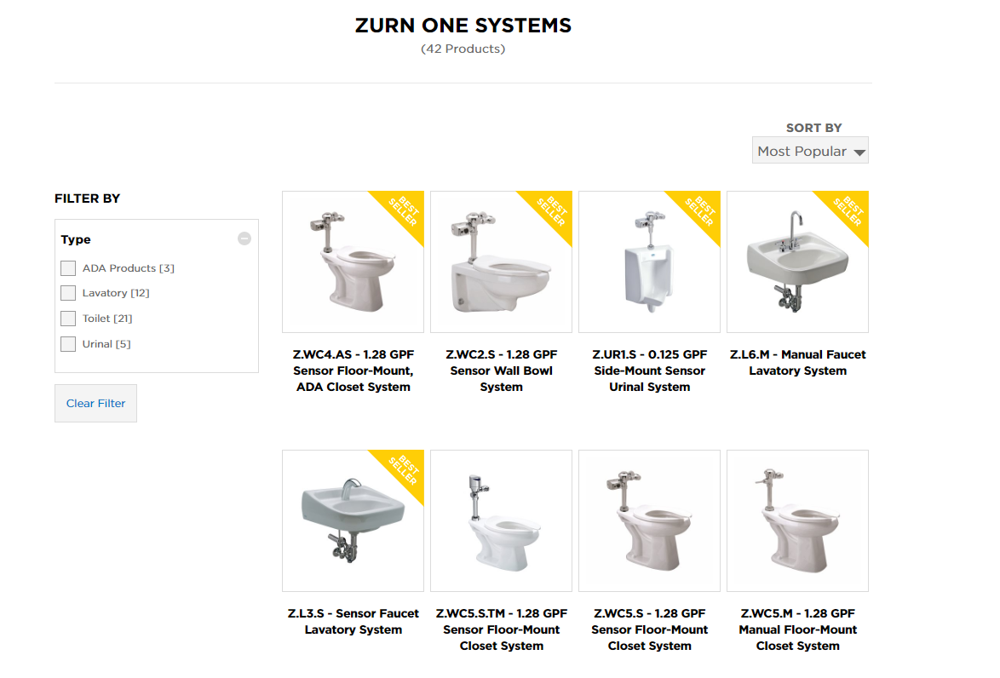 ZURN ONE SYSTEMS
(42 Products)
SORT BY
Most Popular
FILTER BY
Type
ADA Products [3]
Lavatory [12]
Toilet [21]
Urinal [5]
Clear Filter
BEST
SELLER
Z.WC4.AS - 1.28 GPF
Sensor Floor-Mount,
ADA Closet System
BEST
SELLER
Z.WC2.S - 1.28 GPF
Sensor Wall Bowl
System
BEST
SELLER
Z.UR1.S - 0.125 GPF
Side-Mount Sensor
Urinal System
BEST
SELLER
Z.L6.M - Manual Faucet
Lavatory System
BEST
SELLER
Z.L3.S - Sensor Faucet
Lavatory System
Z.WC5.S.TM - 1.28 GPF
Sensor Floor-Mount
Closet System
Z.WC5.S - 1.28 GPF
Sensor Floor-Mount
Closet System
Z.WC5.M - 1.28 GPF
Manual Floor-Mount
Closet System